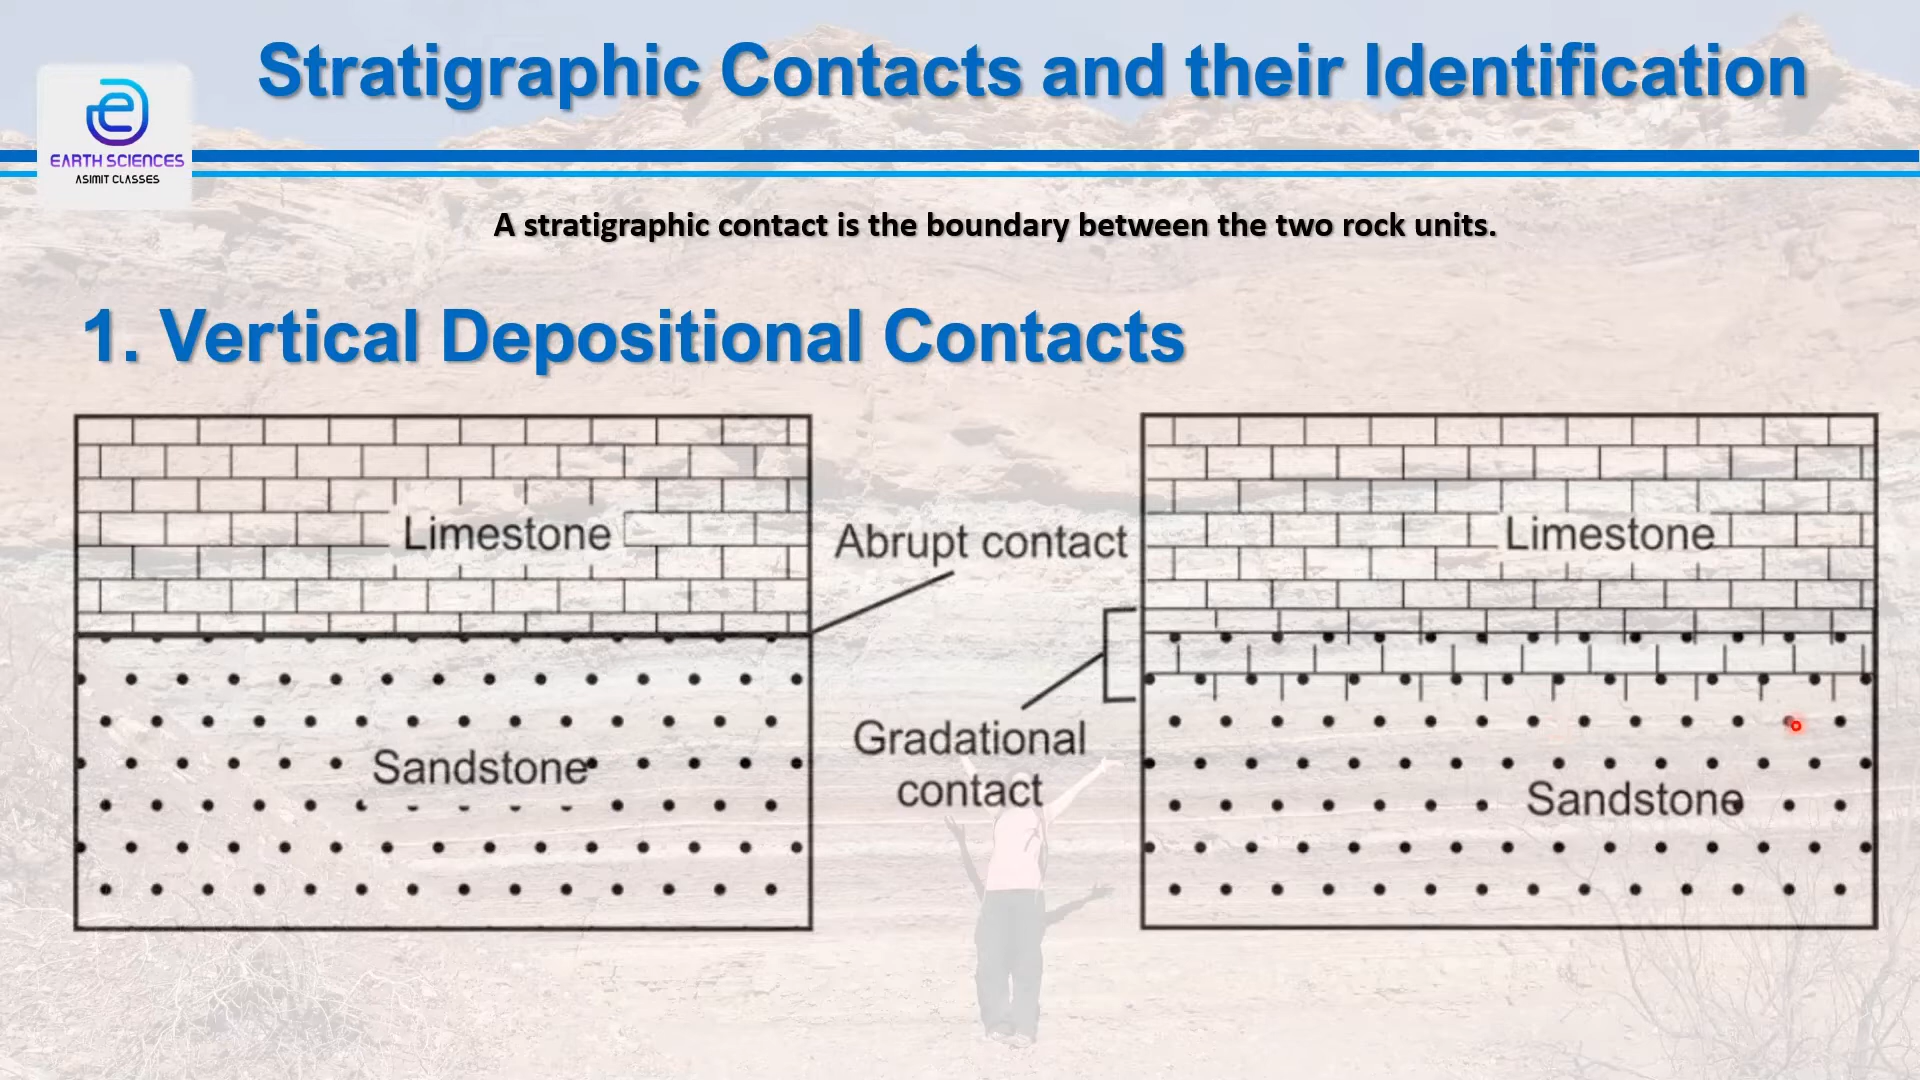 Stratigraphic Contacts and their Identification
EARTH SCIENCES
ASIMIT CLASSES
A stratigraphic contact is the boundary between the two rock units.
1. Vertical Depositional Contacts
Limestone
Abrupt contact
Limestone
Gradational
contact
Sandstone
Sandstone